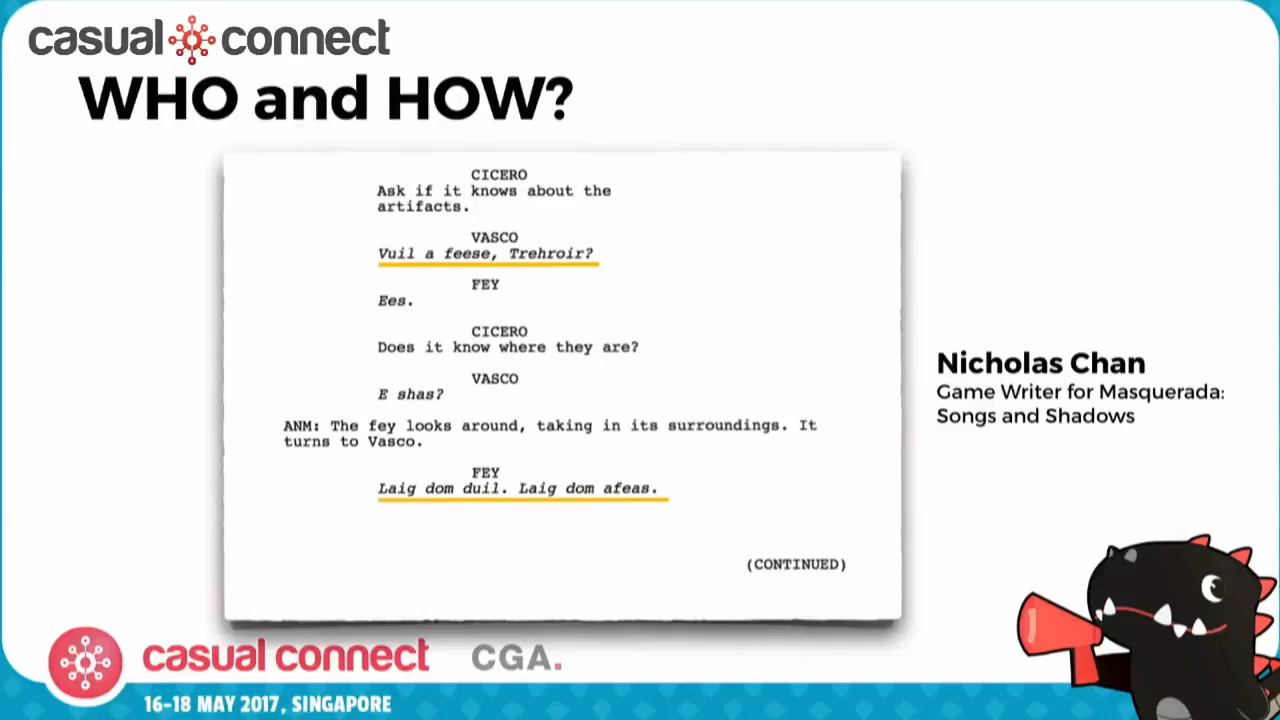 casual connect
WHO and HOW?
CICERO
Ask if it knows about the
artifacts.
VASCO
Vuil a feese, Trehroir?
FEY
Ees.
CICERO
Does it know where they are?
VASCO
E shas?
ANM: The fey looks around, taking in its surroundings. It
turns to Vasco.
FEY
Laig dom duil. Laig dom afeas.
(CONTINUED)
Nicholas Chan
Game Writer for Masquerada:
Songs and Shadows
casual connect CGA.
16-18 MAY 2017, SINGAPORE